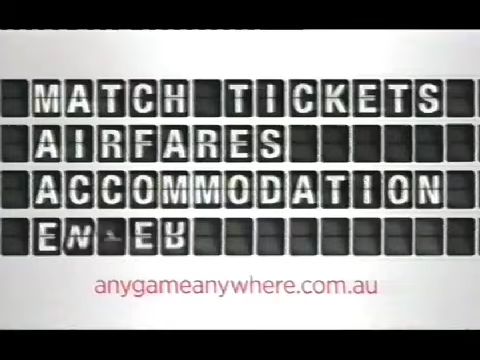 MATCH TICKETS
AIRFARES
ACCOMMODATION
anygameanywhere.com.au